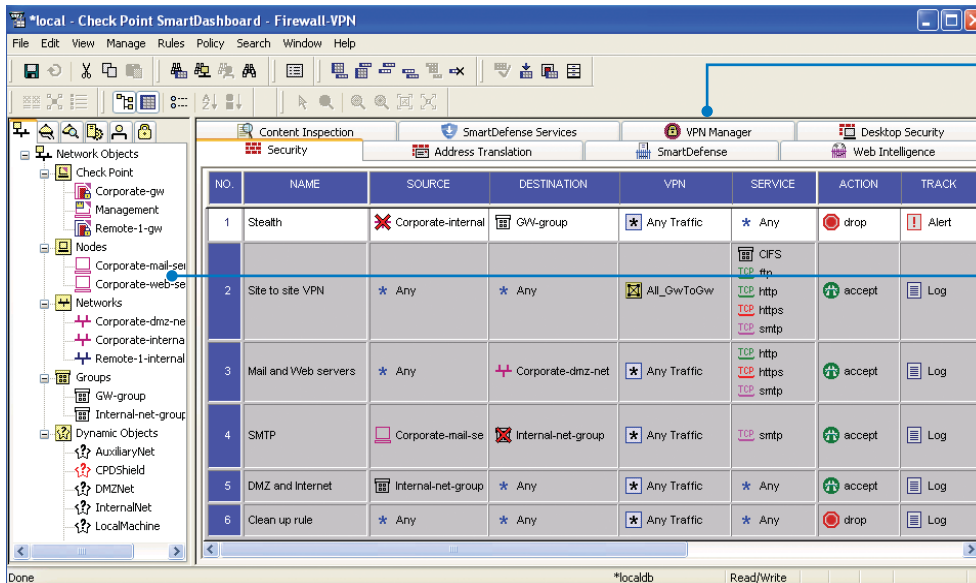 *local - Check Point SmartDashboard - Firewall-VPN
File Edit View Manage Rules Policy Search Window Help
Content Inspection SmartDefense Services VPN Manager Desktop Security
Security Address Translation SmartDefense Web Intelligence
Network Objects
Check Point
Corporate-gw
Management
Remote-1-gw
Nodes
Corporate-mail-ser
Corporate-web-se
Networks
Corporate-dmz-ne
Corporate-interna
Remote-1-internal
Groups
GW-group
Internal-net-group
Dynamic Objects
AuxiliaryNet
CPDShield
DMZNet
InternalNet
LocalMachine
NO. NAME SOURCE DESTINATION VPN SERVICE ACTION TRACK
1 Stealth Corporate-internal GW-group * Any Traffic * Any drop Alert
2 Site to site VPN * Any * Any All_GwToGw CIFS accept Log
TCP ftp
TCP http
TCP https
TCP smtp
3 Mail and Web servers * Any Corporate-dmz-net * Any Traffic TCP http accept Log
TCP https
TCP smtp
4 SMTP Corporate-mail-se Internal-net-group * Any Traffic TCP smtp accept Log
5 DMZ and Internet Internal-net-group * Any * Any Traffic * Any accept Log
6 Clean up rule * Any * Any * Any Traffic * Any drop Log
Done *localdb Read/Write